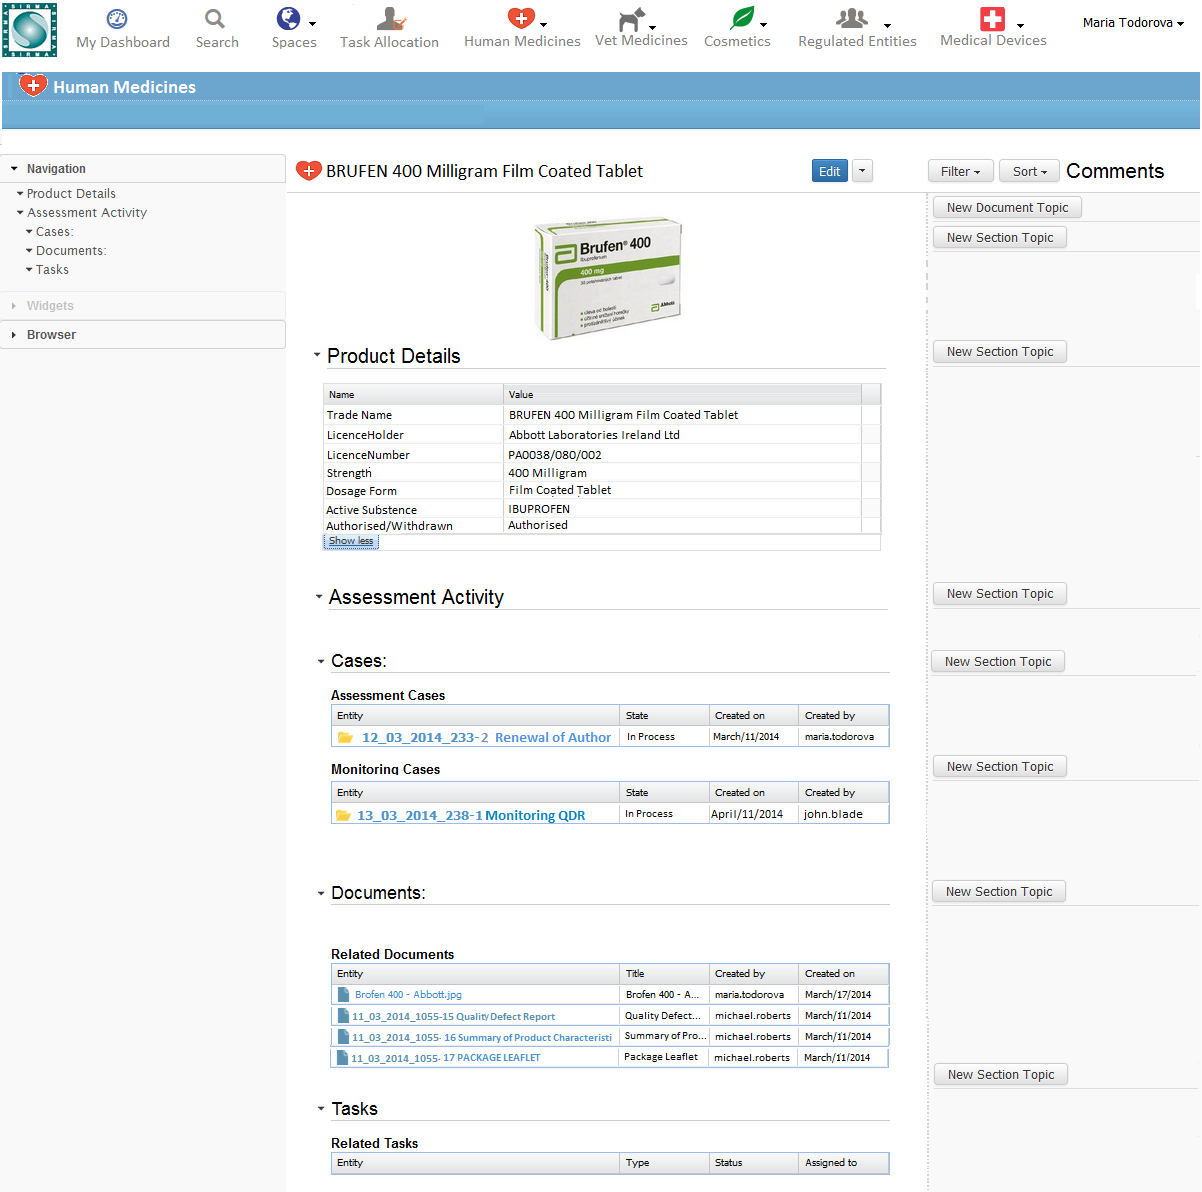 SIRMA
My Dashboard
Search
Spaces
Task Allocation
Human Medicines
Vet Medicines
Cosmetics
Regulated Entities
Medical Devices
Maria Todorova
Human Medicines
Navigation
Product Details
Assessment Activity
Cases:
Documents:
Tasks
Widgets
Browser
BRUFEN 400 Milligram Film Coated Tablet
Edit
Filter
Sort
Comments
New Document Topic
New Section Topic
Brufen® 400
Ibuprofenum
400 mg
Abbott
New Section Topic
Product Details
Name Value
Trade Name BRUFEN 400 Milligram Film Coated Tablet
LicenceHolder Abbott Laboratories Ireland Ltd
LicenceNumber PA0038/080/002
Strength 400 Milligram
Dosage Form Film Coated Tablet
Active Substence IBUPROFEN
Authorised/Withdrawn Authorised
Show less
Assessment Activity
New Section Topic
Cases:
New Section Topic
Assessment Cases
Entity State Created on Created by
12_03_2014_233-2 Renewal of Author In Process March/11/2014 maria.todorova
Monitoring Cases
New Section Topic
Entity State Created on Created by
13_03_2014_238-1 Monitoring QDR In Process April/11/2014 john.blade
Documents:
New Section Topic
Related Documents
Entity Title Created by Created on
Brofen 400 - Abbott.jpg Brofen 400 - A... maria.todorova March/17/2014
11_03_2014_1055-15 Quality Defect Report Quality Defect... michael.roberts March/11/2014
11_03_2014_1055- 16 Summary of Product Characteristi Summary of Pro... michael.roberts March/11/2014
11_03_2014_1055- 17 PACKAGE LEAFLET Package Leaflet michael.roberts March/11/2014
New Section Topic
Tasks
Related Tasks
Entity Type Status Assigned to